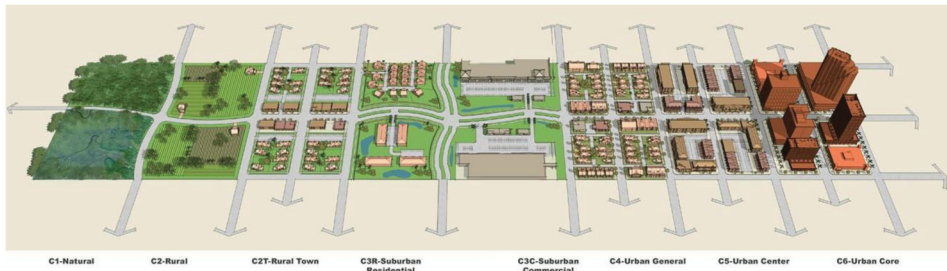 C1-Natural
C2-Rural
C2T-Rural Town
C3R-Suburban
Residential
C3C-Suburban
Commercial
C4-Urban General
C5-Urban Center
C6-Urban Core